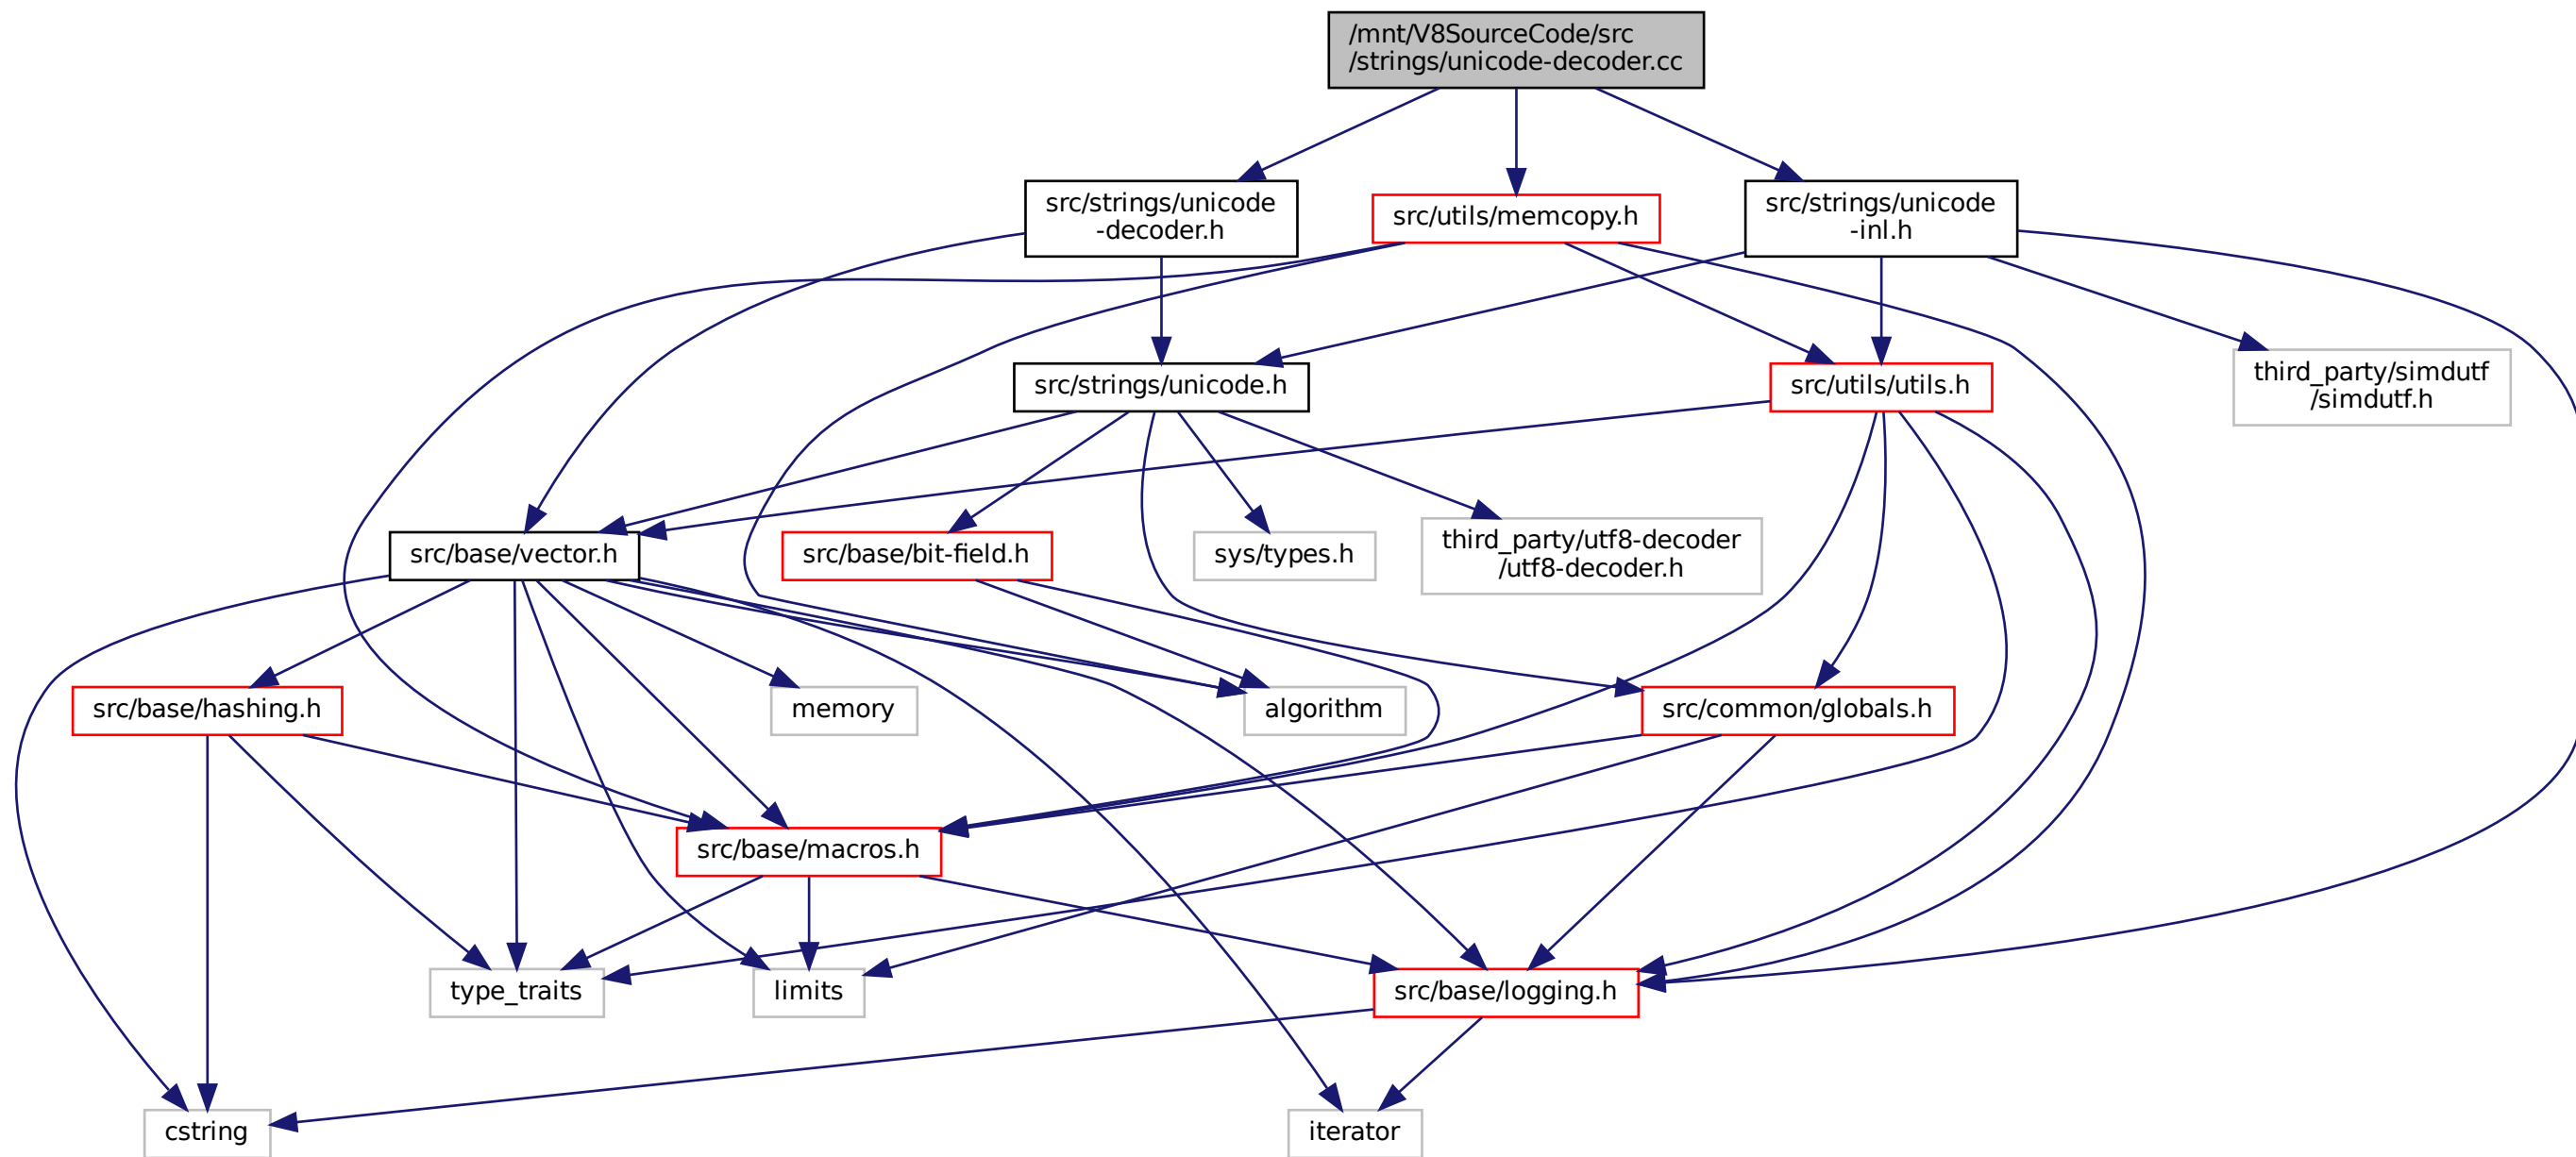 /mnt/V8SourceCode/src
/strings/unicode-decoder.cc
src/strings/unicode
-decoder.h
src/utils/memcopy.h
src/strings/unicode
-inl.h
src/strings/unicode.h
src/utils/utils.h
third_party/simdutf
/simdutf.h
src/base/vector.h
src/base/bit-field.h
sys/types.h
third_party/utf8-decoder
/utf8-decoder.h
src/base/hashing.h
memory
algorithm
src/common/globals.h
src/base/macros.h
type_traits
limits
src/base/logging.h
cstring
iterator